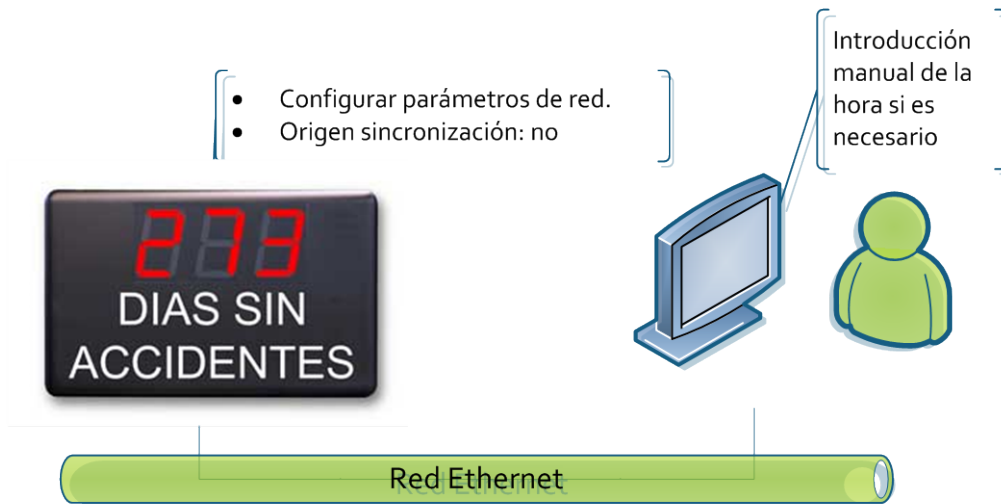 Introducción
manual de la
hora si es
necesario
• Configurar parámetros de red.
• Origen sincronización: no
273
DIAS SIN
ACCIDENTES
Red Ethernet